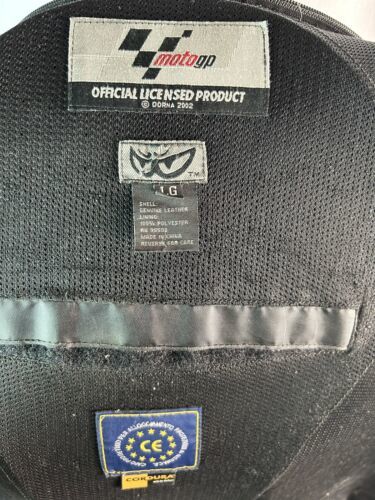 motogp
OFFICIAL LICENSED PRODUCT
© DORNA 2002
TM
LG
SHELL:
GENUINE LEATHER
LINING:
100% POLYESTER
MADE IN CHINA
REVERSE FOR CARE
CE
CORDURA